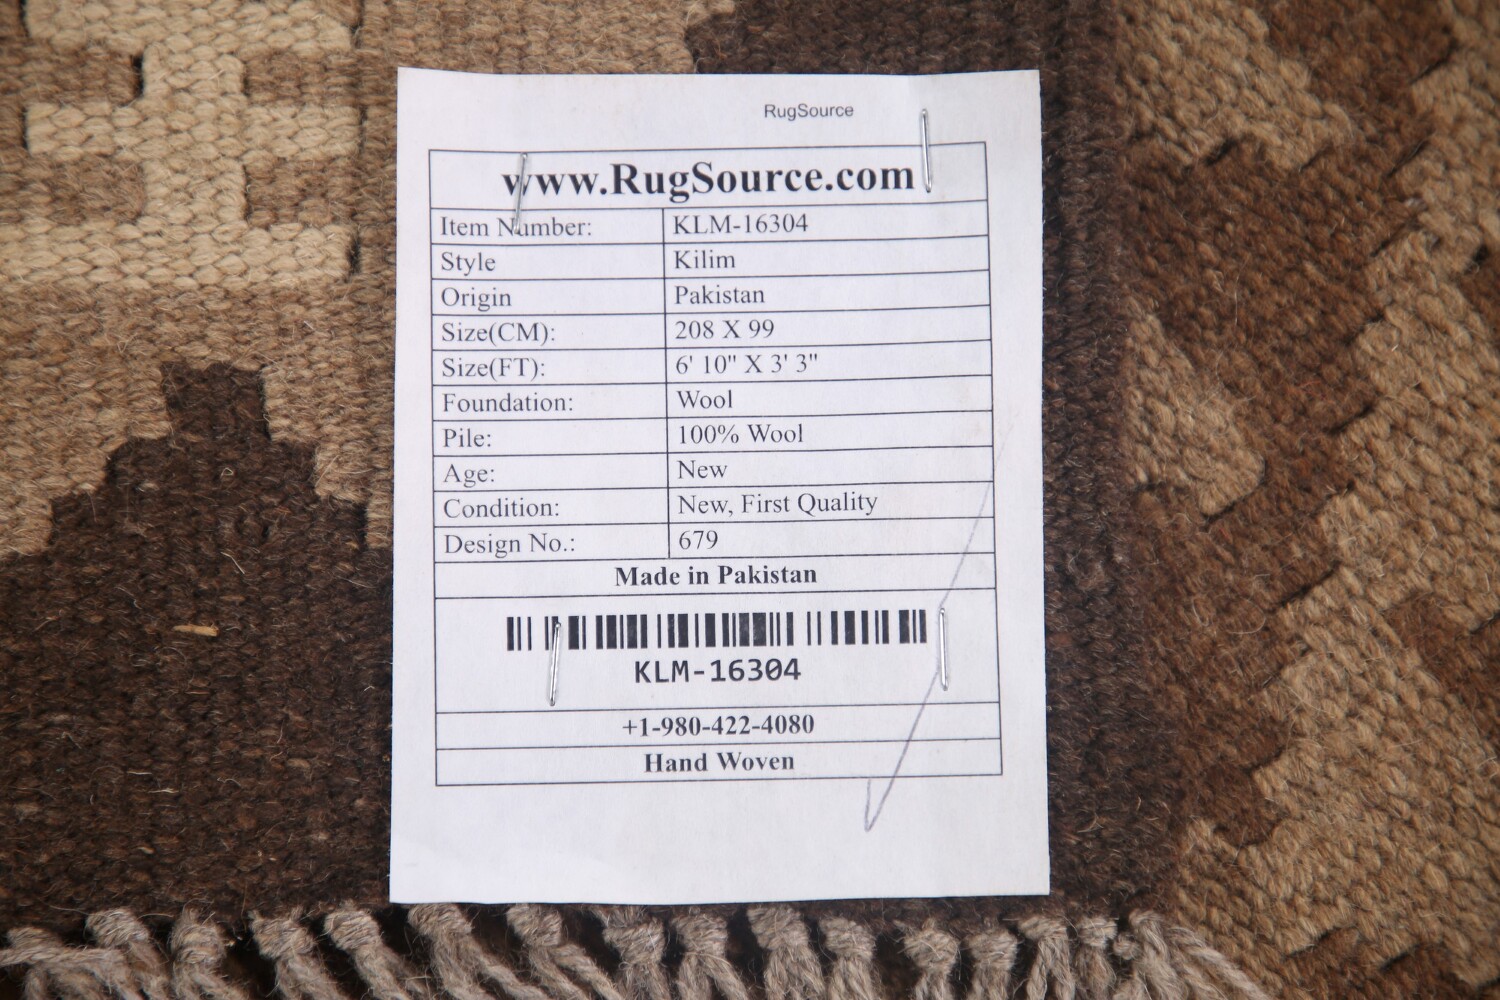 RugSource
www.RugSource.com
Item Number: KLM-16304
Style Kilim
Origin Pakistan
Size(CM): 208 X 99
Size(FT): 6' 10" X 3' 3"
Foundation: Wool
Pile: 100% Wool
Age: New
Condition: New, First Quality
Design No.: 679
Made in Pakistan
KLM-16304
+1-980-422-4080
Hand Woven